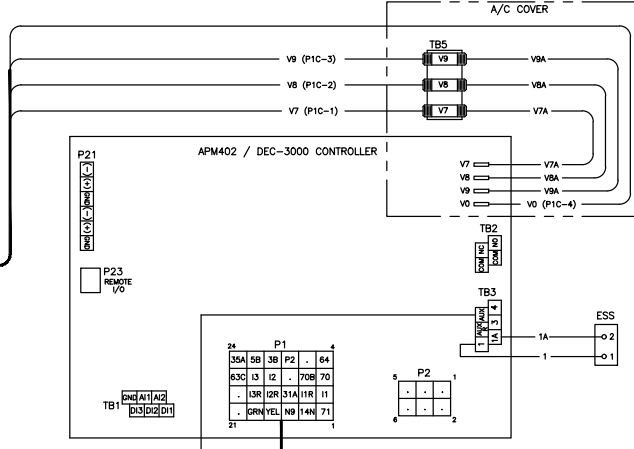 A/C COVER
TB5
V9 (P1C-3) V9 V9A
V8 (P1C-2) V8 V8A
V7 (P1C-1) V7 V7A
APM402 / DEC-3000 CONTROLLER
P21
(-)
(+)
GND
(-)
(+)
GND
V7 V7A
V8 V8A
V9 V9A
V0 V0 (P1C-4)
TB2
NC NO
COM COM
P23
REMOTE
I/O
TB3
AUX 4
AUX R 3
1 1A
ESS
1A 2
1 1
P1
24 4
35A 5B 3B P2 . 64
63C I3 I2 . 70B 70
. I3R I2R 31A I1R I1
. GRN YEL N9 14N 71
21 1
P2
5 1
. . .
. . .
6 2
TB1
GND AI1 AI2
DI3 DI2 DI1